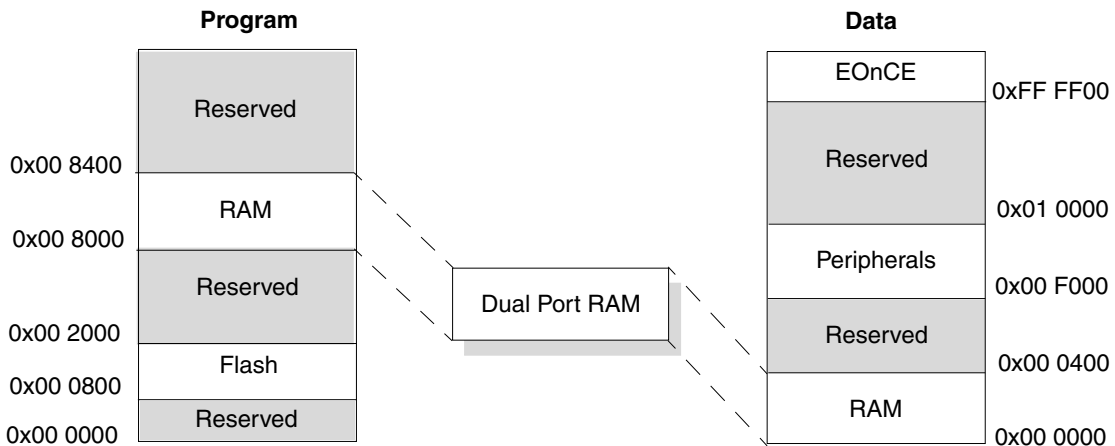 Program
Reserved
0x00 8400
RAM
0x00 8000
Reserved
0x00 2000
Flash
0x00 0800
Reserved
0x00 0000
Dual Port RAM
Data
EOnCE
0xFF FF00
Reserved
0x01 0000
Peripherals
0x00 F000
Reserved
0x00 0400
RAM
0x00 0000